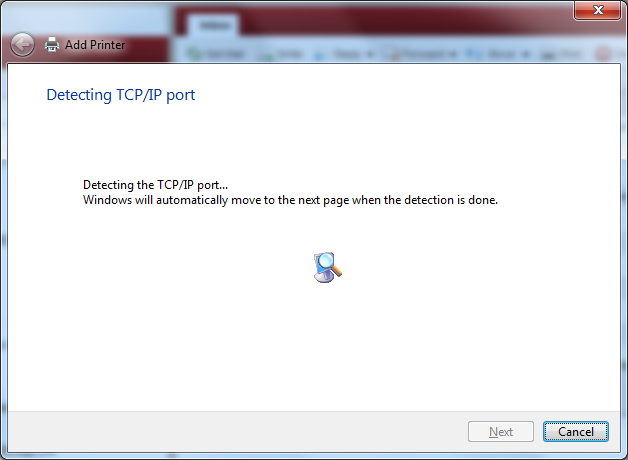 Add Printer
Detecting TCP/IP port
Detecting the TCP/IP port...
Windows will automatically move to the next page when the detection is done.
Next
Cancel